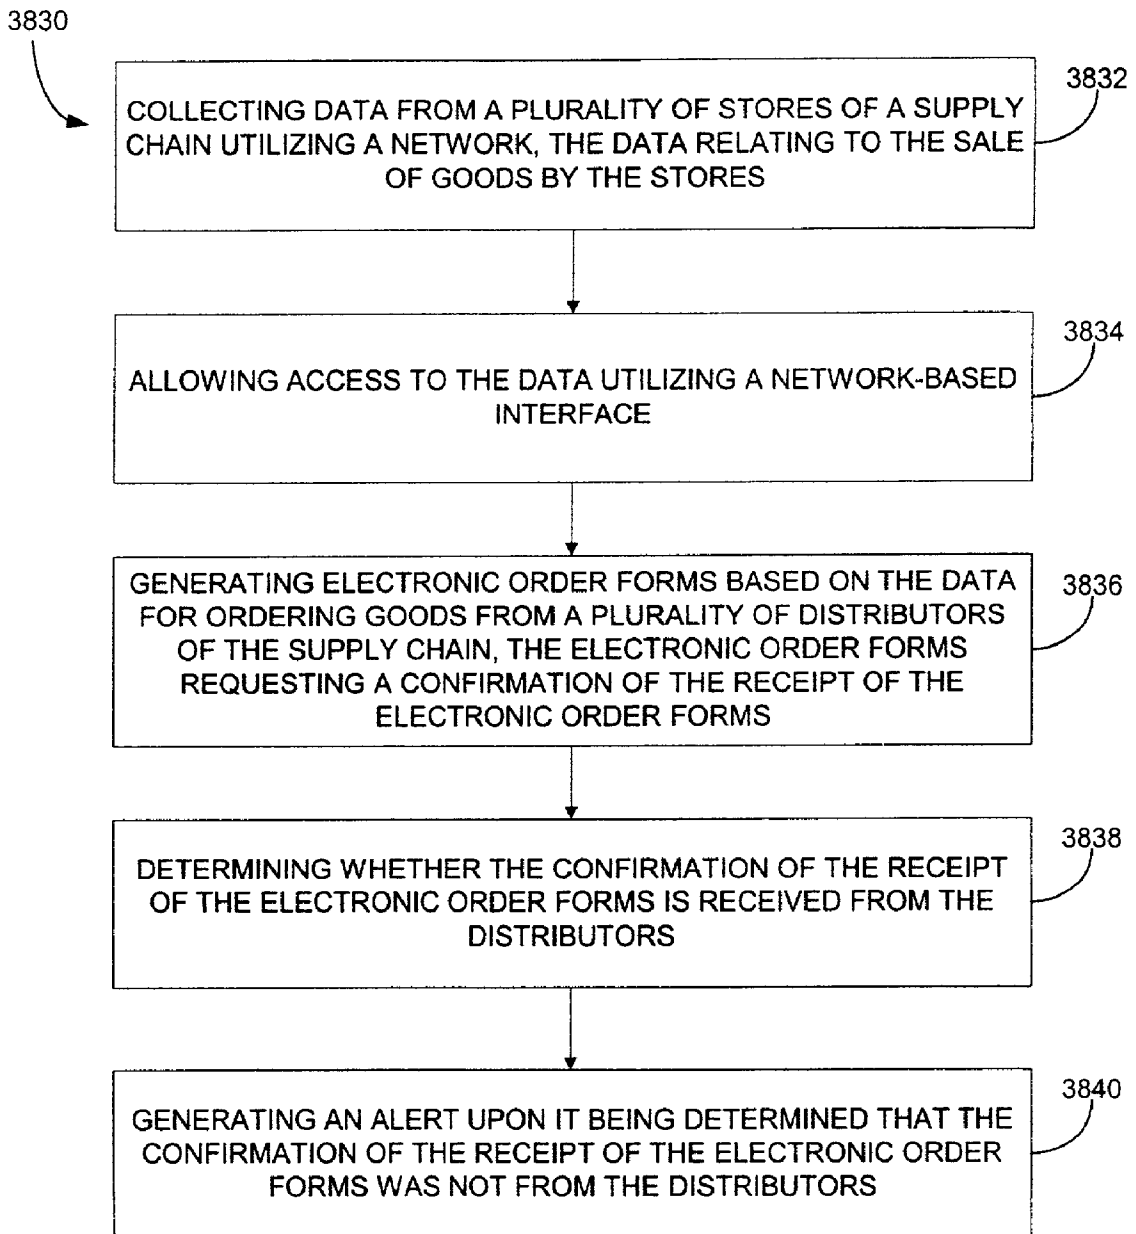 3830
3832
COLLECTING DATA FROM A PLURALITY OF STORES OF A SUPPLY
CHAIN UTILIZING A NETWORK, THE DATA RELATING TO THE SALE
OF GOODS BY THE STORES
3834
ALLOWING ACCESS TO THE DATA UTILIZING A NETWORK-BASED
INTERFACE
3836
GENERATING ELECTRONIC ORDER FORMS BASED ON THE DATA
FOR ORDERING GOODS FROM A PLURALITY OF DISTRIBUTORS
OF THE SUPPLY CHAIN, THE ELECTRONIC ORDER FORMS
REQUESTING A CONFIRMATION OF THE RECEIPT OF THE
ELECTRONIC ORDER FORMS
3838
DETERMINING WHETHER THE CONFIRMATION OF THE RECEIPT
OF THE ELECTRONIC ORDER FORMS IS RECEIVED FROM THE
DISTRIBUTORS
3840
GENERATING AN ALERT UPON IT BEING DETERMINED THAT THE
CONFIRMATION OF THE RECEIPT OF THE ELECTRONIC ORDER
FORMS WAS NOT FROM THE DISTRIBUTORS